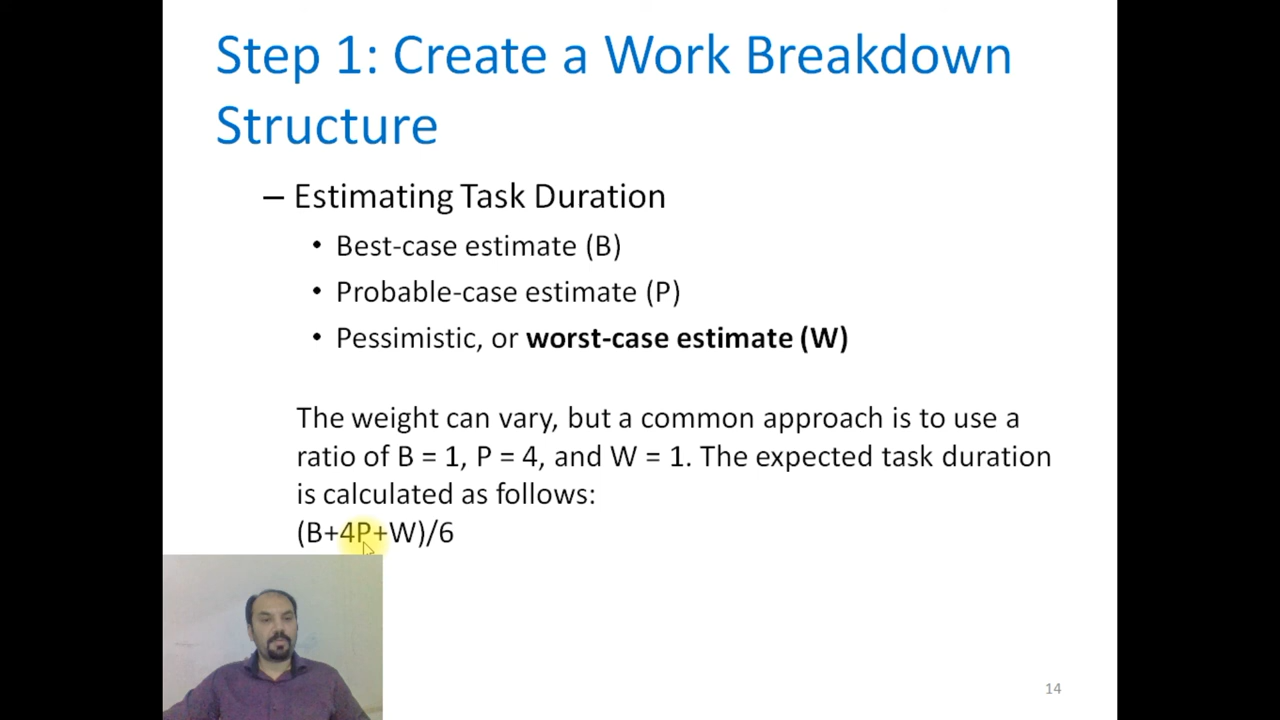 Step 1: Create a Work Breakdown
Structure
– Estimating Task Duration
• Best-case estimate (B)
• Probable-case estimate (P)
• Pessimistic, or worst-case estimate (W)
The weight can vary, but a common approach is to use a
ratio of B = 1, P = 4, and W = 1. The expected task duration
is calculated as follows:
(B+4P+W)/6
14